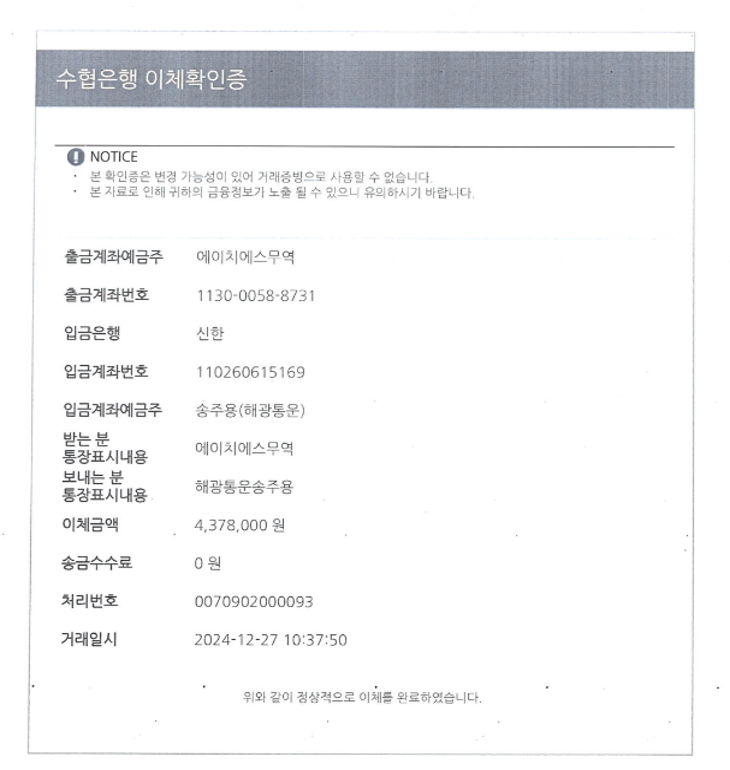 수협은행 이체확인증
NOTICE
· 본 확인증은 변경 가능성이 있어 거래증빙으로 사용할 수 없습니다.
· 본 자료로 인해 귀하의 금융정보가 노출 될 수 있으니 유의하시기 바랍니다.
출금계좌예금주 에이치에스무역
출금계좌번호 1130-0058-8731
입금은행 신한
입금계좌번호 110260615169
입금계좌예금주 송주용(해광통운)
받는 분
통장표시내용 에이치에스무역
보내는 분
통장표시내용 해광통운송주용
이체금액 4,378,000 원
송금수수료 0 원
처리번호 0070902000093
거래일시 2024-12-27 10:37:50
위와 같이 정상적으로 이체를 완료하였습니다.